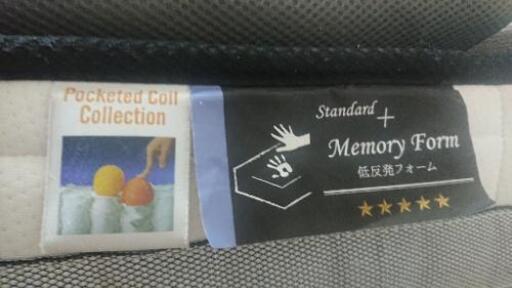 Pocketed Coil
Collection
Standard +
Memory Form
低反発フォーム